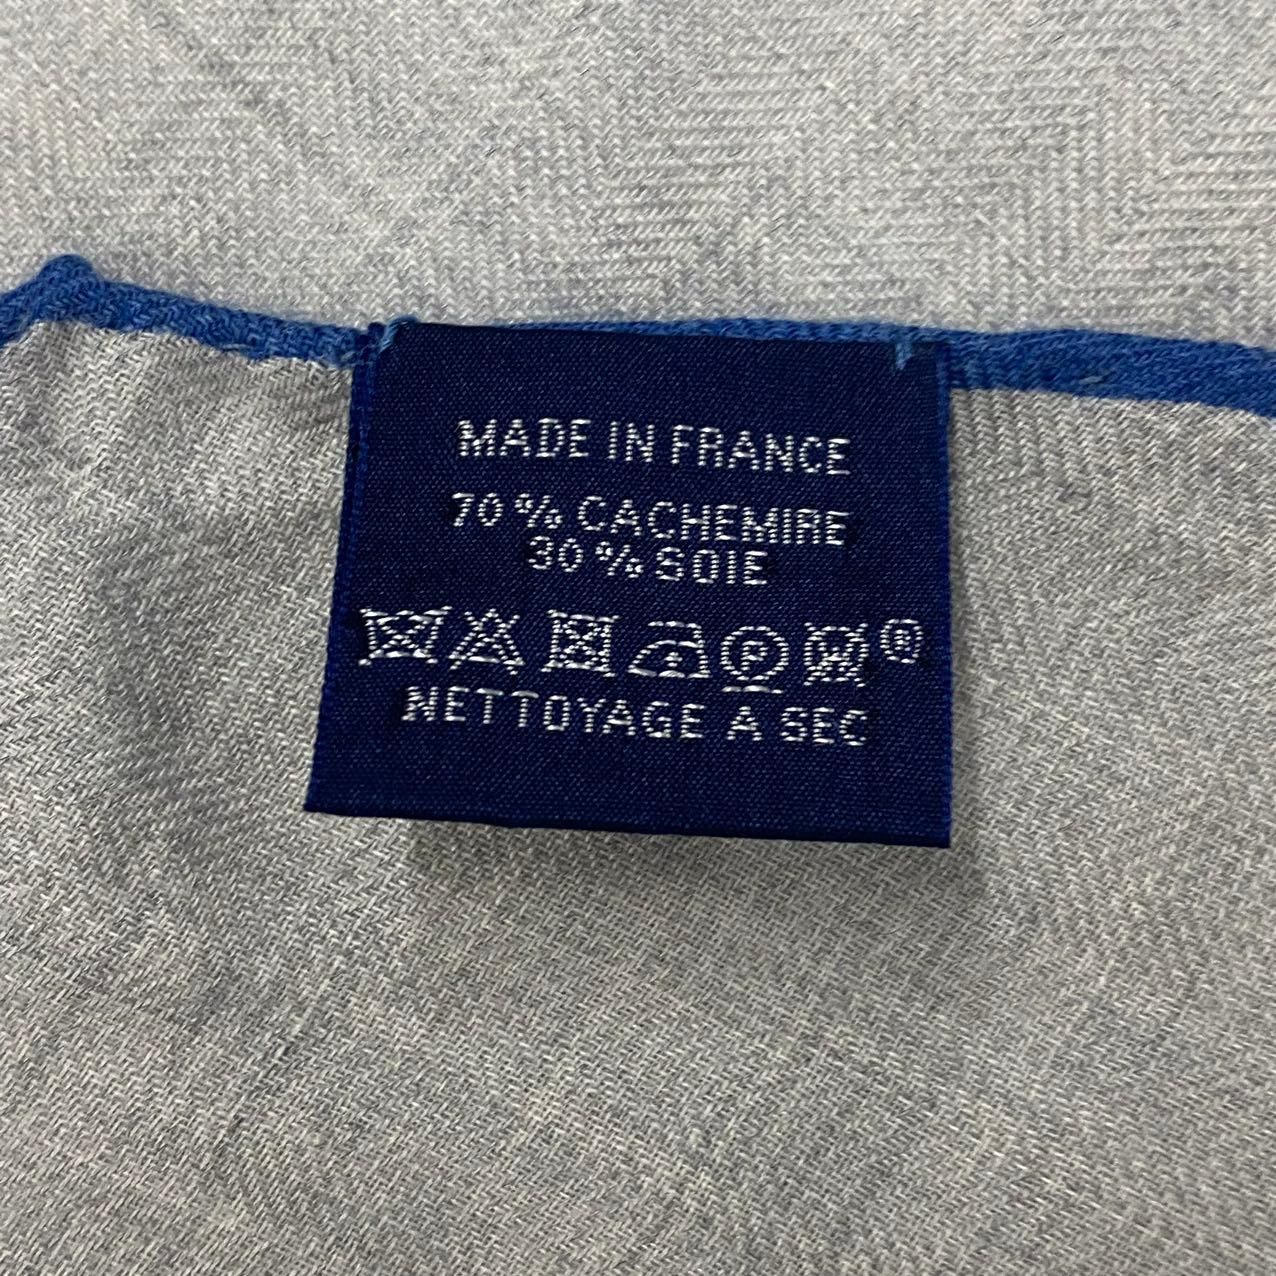 MADE IN FRANCE
70 % CACHEMIRE
30 % SOIE
P W ®
NETTOYAGE A SEC